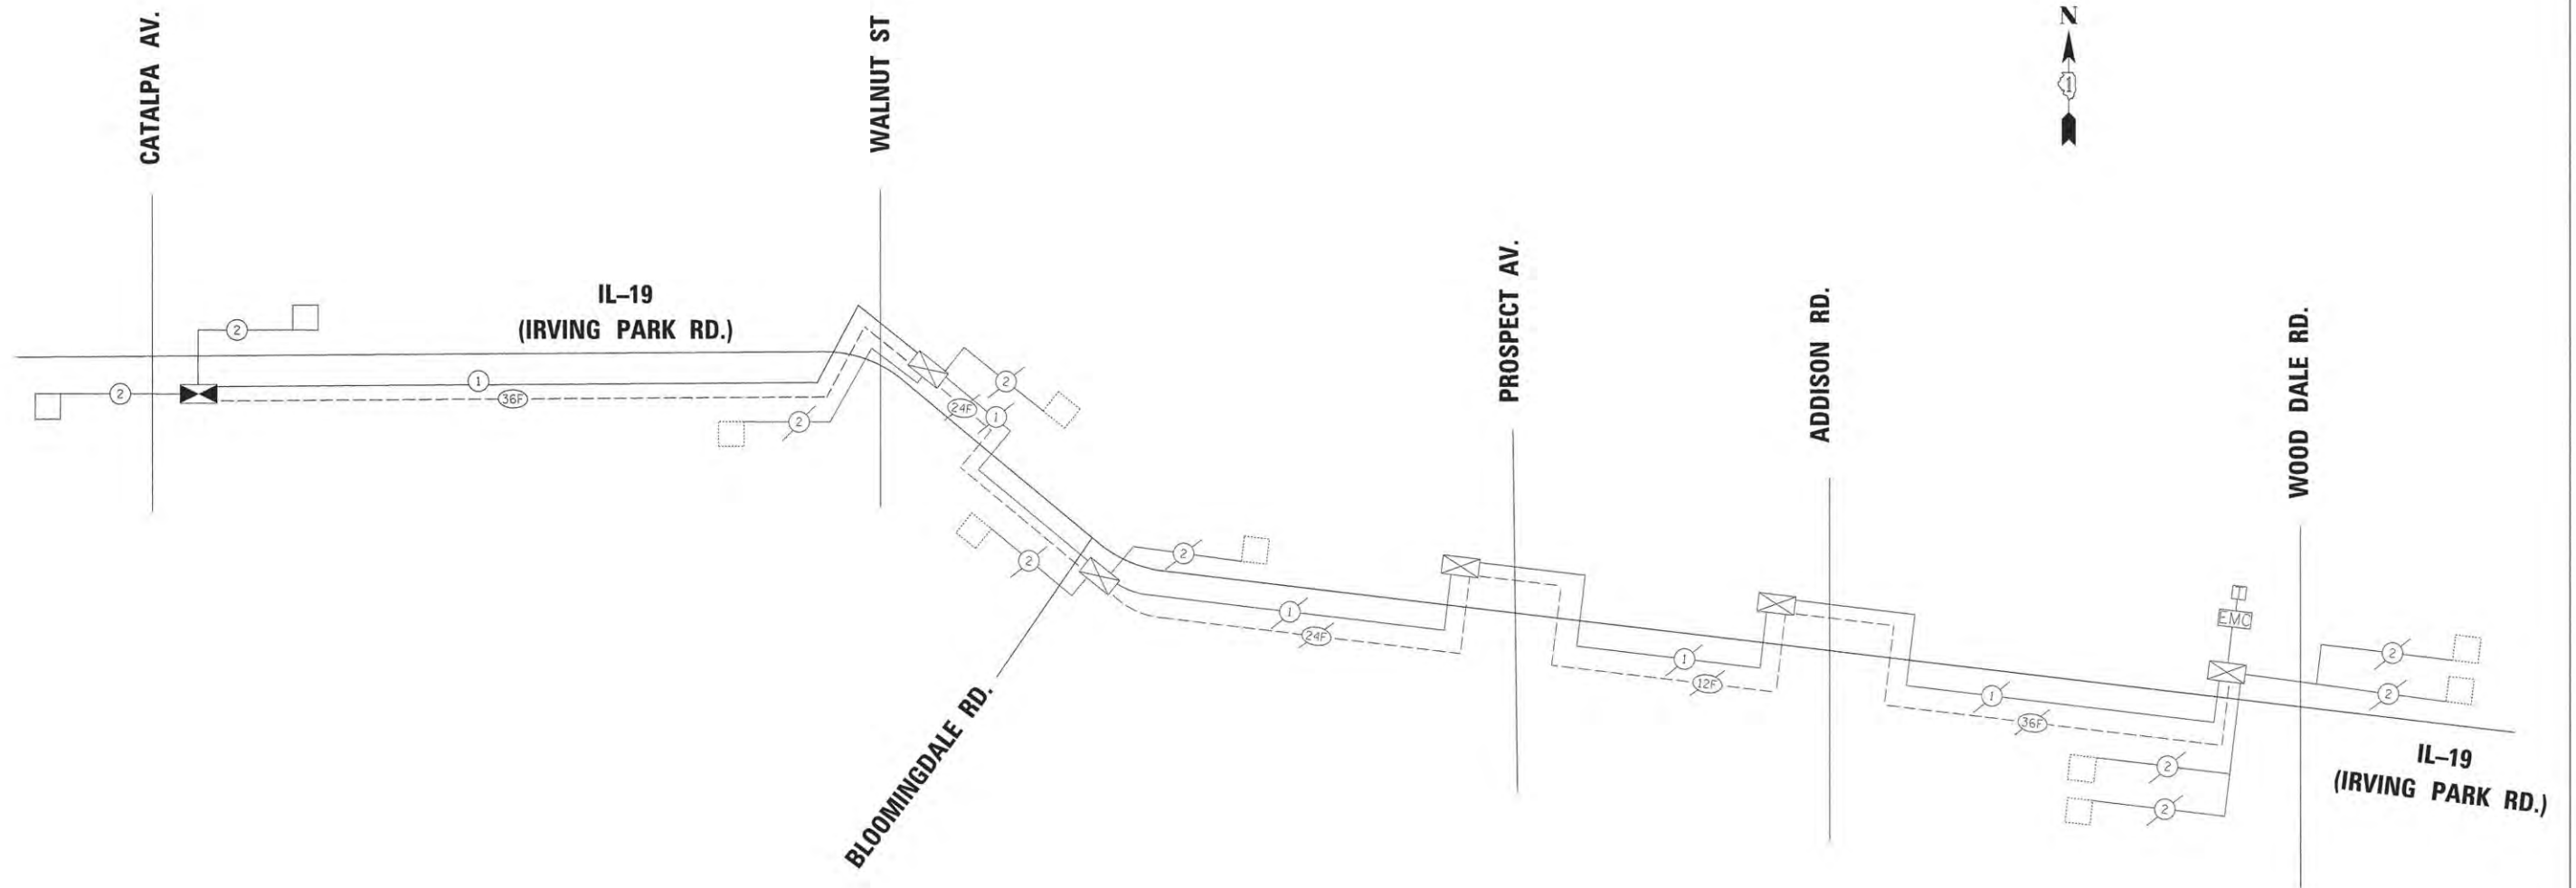 CATALPA AV.
WALNUT ST
N
1
PROSPECT AV.
ADDISON RD.
WOOD DALE RD.
IL–19
(IRVING PARK RD.)
2
2
1
36F
2
2
24F
1
2
2
1
24F
1
12F
T
EMC
1
36F
2
2
2
2
BLOOMINGDALE RD.
IL–19
(IRVING PARK RD.)